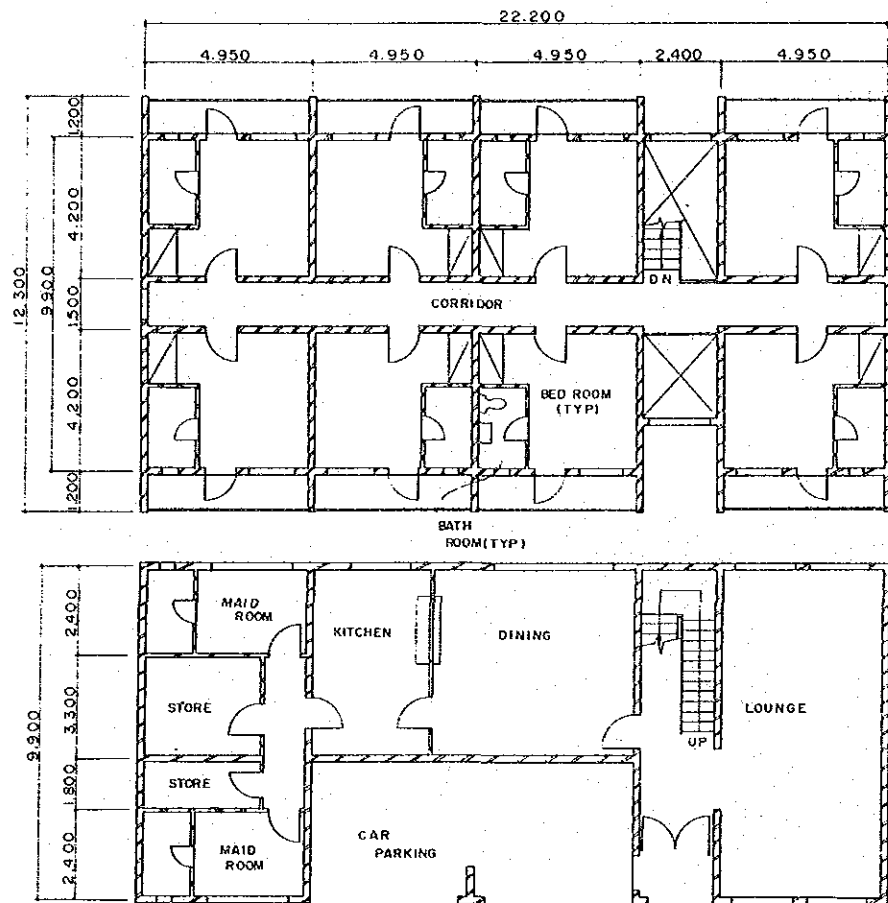 22.200
4.950 4.950 4.950 2.400 4.950
1.200
4.200
1.500
4.200
1.200
9.900
12.300
DN
CORRIDOR
BED ROOM
(TYP)
BATH
ROOM(TYP)
2.400
3.300
1.800
2.400
9.900
MAID
ROOM
KITCHEN
DINING
STORE
LOUNGE
UP
STORE
MAID
ROOM
CAR
PARKING